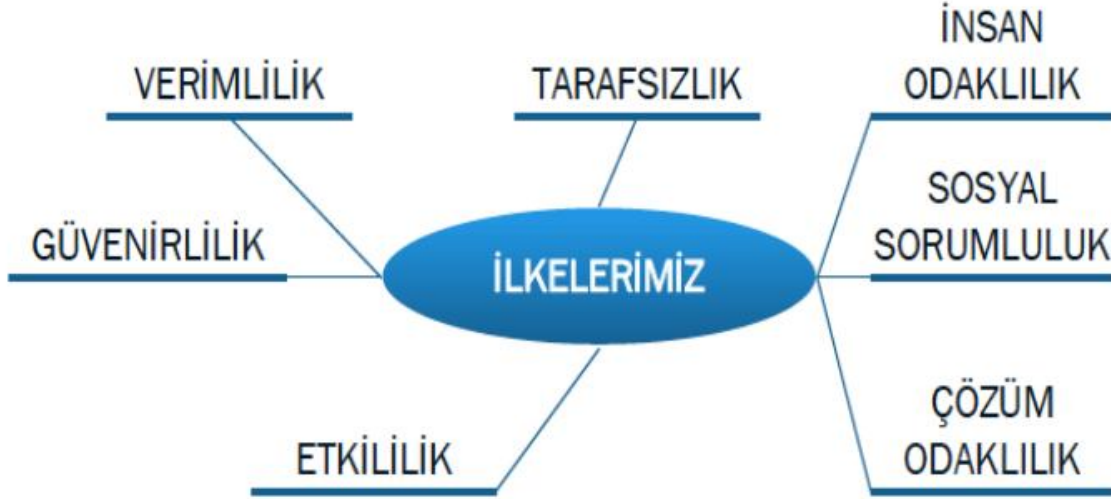 VERİMLİLİK
TARAFSIZLIK
İNSAN
ODAKLILIK
GÜVENİRLİLİK
İLKELERİMİZ
SOSYAL
SORUMLULUK
ETKİLİLİK
ÇÖZÜM
ODAKLILIK